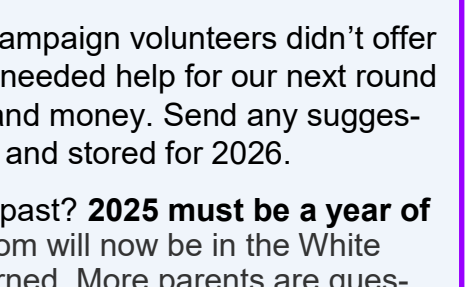 ampaign volunteers didn't offer
needed help for our next round
and money. Send any sugges-
and stored for 2026.
past? 2025 must be a year of
om will now be in the White
rned. More parents are ques-